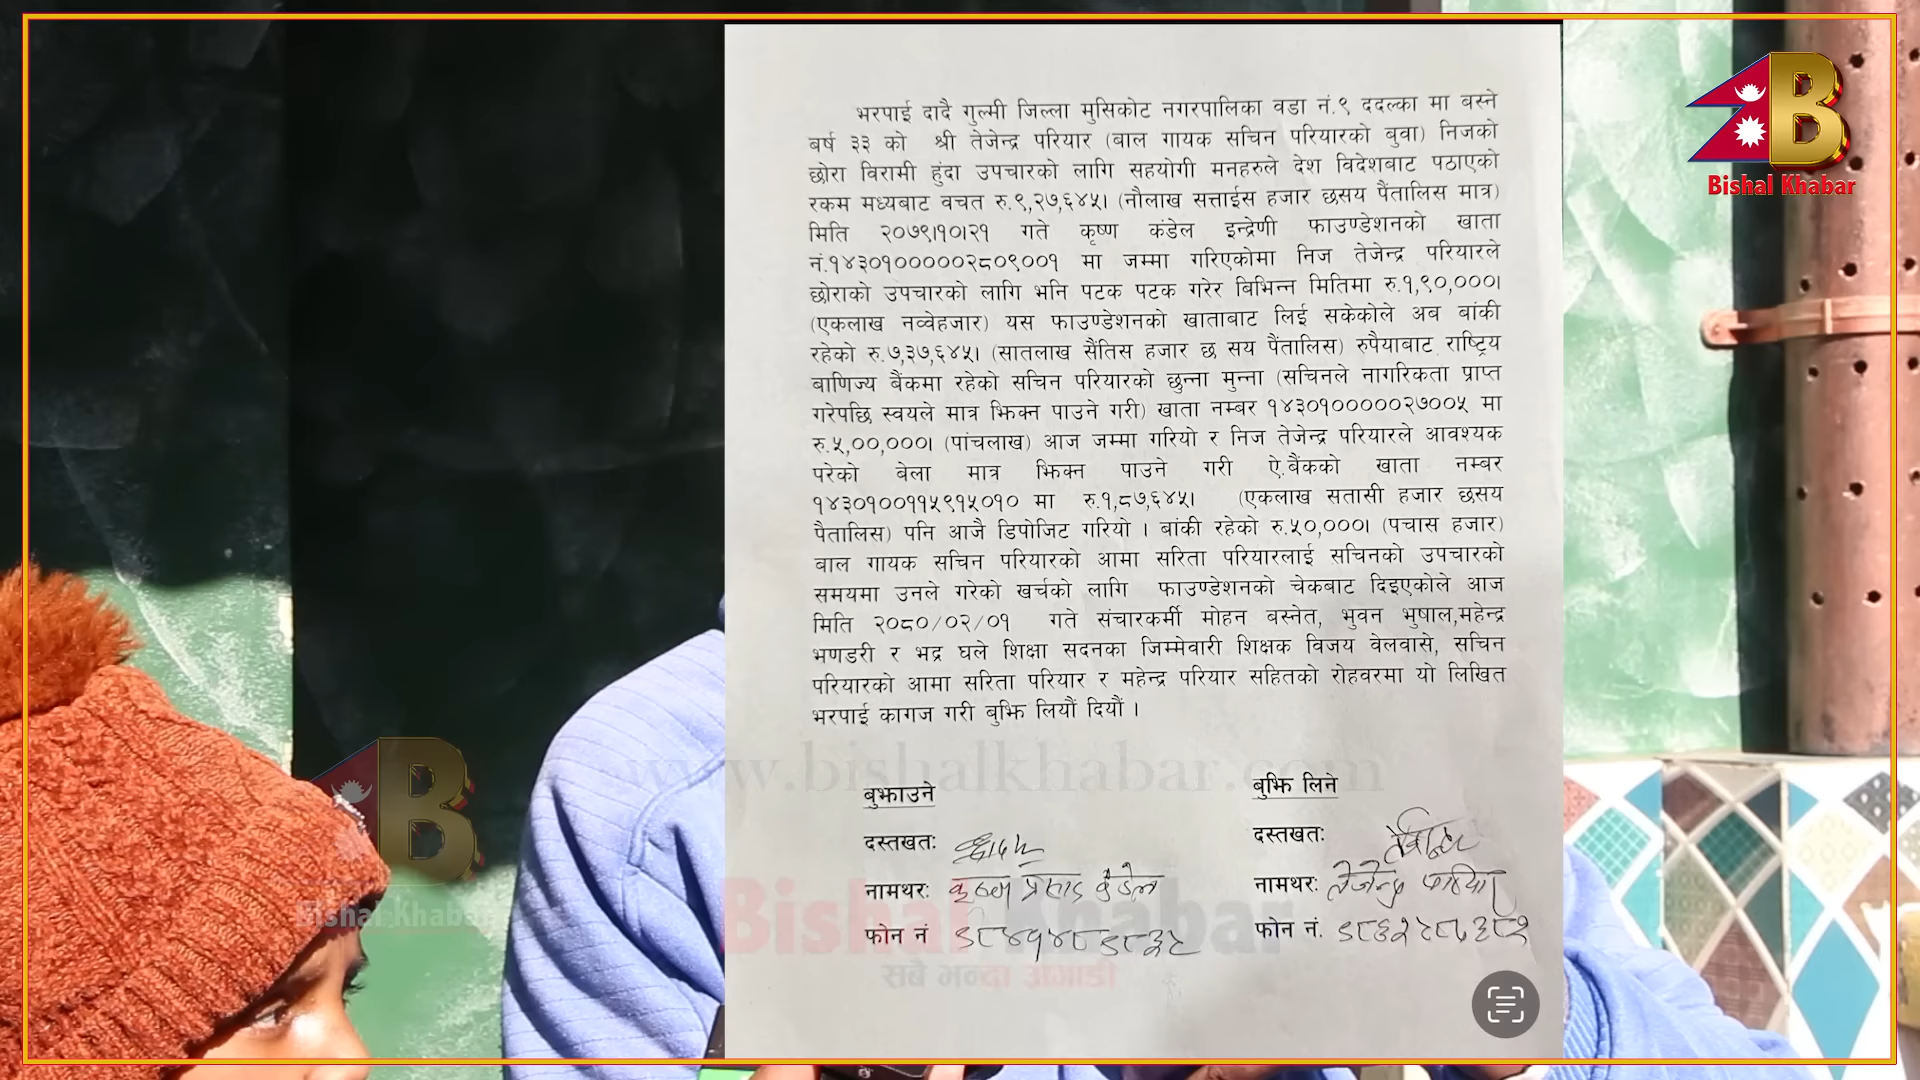 भरपाई दादै गुल्मी जिल्ला मुसिकोट नगरपालिका वडा नं.९ ददल्का मा बस्ने
बर्ष ३३ को श्री तेजेन्द्र परियार (बाल गायक सचिन परियारको बुवा) निजको
छोरा विरामी हुंदा उपचारको लागि सहयोगी मनहरुले देश विदेशबाट पठाएको
रकम मध्यबाट वचत रु.९,२७,६४५। (नौलाख सत्ताईस हजार छसय पैंतालिस मात्र)
मिति २०७९।१०।२१ गते कृष्ण कंडेल इन्द्रेणी फाउण्डेशनको खाता
नं.१४३०१०००००२८०९००१ मा जम्मा गरिएकोमा निज तेजेन्द्र परियारले
छोराको उपचारको लागि भनि पटक पटक गरेर बिभिन्न मितिमा रु.१,९०,०००।
(एकलाख नव्वेहजार) यस फाउण्डेशनको खाताबाट लिई सकेकोले अब बांकी
रहेको रु.७,३७,६४५। (सातलाख सैंतिस हजार छ सय पैंतालिस) रुपैयाबाट राष्ट्रिय
बाणिज्य बैंकमा रहेको सचिन परियारको छुन्ना मुन्ना (सचिनले नागरिकता प्राप्त
गरेपछि स्वयले मात्र झिक्न पाउने गरी) खाता नम्बर १४३०१०००००२७००५ मा
रु.५,००,०००। (पांचलाख) आज जम्मा गरियो र निज तेजेन्द्र परियारले आवश्यक
परेको बेला मात्र झिक्न पाउने गरी ऐ.बैंकको खाता नम्बर
१४३०१००११५९१५०१० मा रु.१,८७,६४५। (एकलाख सतासी हजार छसय
पैतालिस) पनि आजै डिपोजिट गरियो । बांकी रहेको रु.५०,०००। (पचास हजार)
बाल गायक सचिन परियारको आमा सरिता परियारलाई सचिनको उपचारको
समयमा उनले गरेको खर्चको लागि फाउण्डेशनको चेकबाट दिइएकोले आज
मिति २०८०/०२/०१ गते संचारकर्मी मोहन बस्नेत, भुवन भुषाल,महेन्द्र
भणडरी र भद्र घले शिक्षा सदनका जिम्मेवारी शिक्षक विजय वेलवासे, सचिन
परियारको आमा सरिता परियार र महेन्द्र परियार सहितको रोहवरमा यो लिखित
भरपाई कागज गरी बुझि लियौं दियौं ।
www.bishalkhabar.com
बुझाउने
दस्तखतः
नामथरः कृष्ण प्रसाद कंडेल
फोन नं
बुझि लिने
दस्तखतः
नामथरः तेजेन्द्र परियार
फोन नं.
Bishal Khabar
सबै भन्दा अगाडी
B
Bishal Khabar
B
Bishal Khabar